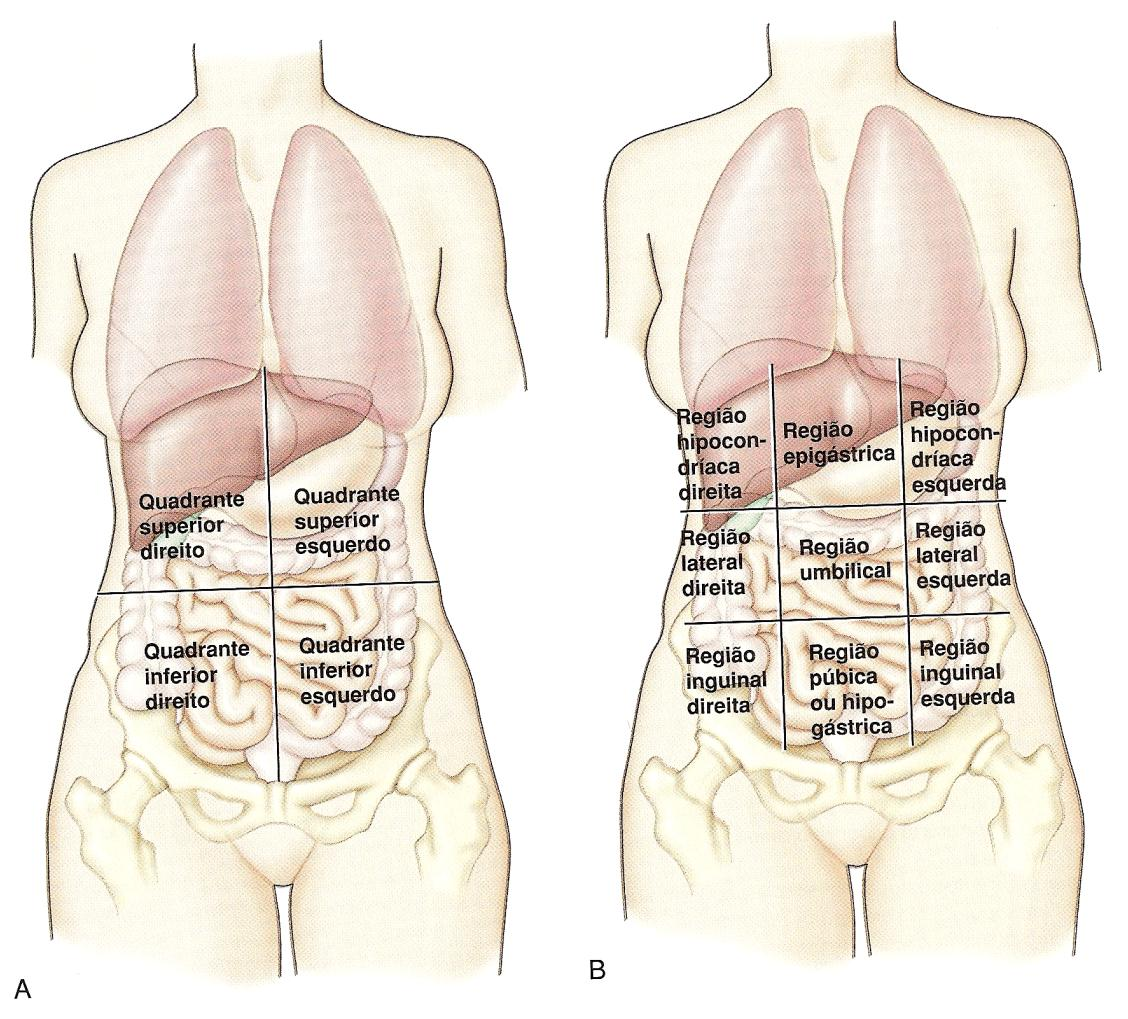 Quadrante
superior
direito
Quadrante
superior
esquerdo
Quadrante
inferior
direito
Quadrante
inferior
esquerdo
A
Região
hipocon-
dríaca
direita
Região
epigástrica
Região
hipocon-
dríaca
esquerda
Região
lateral
direita
Região
umbilical
Região
lateral
esquerda
Região
inguinal
direita
Região
púbica
ou hipo-
gástrica
Região
inguinal
esquerda
B